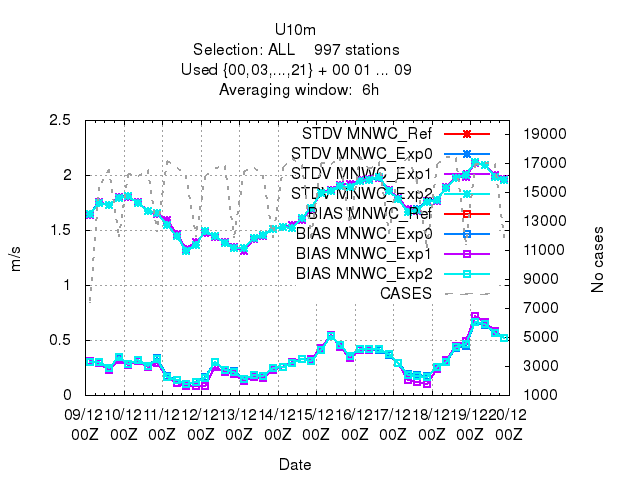 U10m
Selection: ALL 997 stations
Used {00,03,...,21} + 00 01 ... 09
Averaging window: 6h
STDV MNWC_Ref
STDV MNWC_Exp0
STDV MNWC_Exp1
STDV MNWC_Exp2
BIAS MNWC_Ref
BIAS MNWC_Exp0
BIAS MNWC_Exp1
BIAS MNWC_Exp2
CASES
m/s
2.5
2
1.5
1
0.5
0
No cases
19000
17000
15000
13000
11000
9000
7000
5000
3000
1000
09/12 10/12 11/12 12/12 13/12 14/12 15/12 16/12 17/12 18/12 19/12 20/12
00Z 00Z 00Z 00Z 00Z 00Z 00Z 00Z 00Z 00Z 00Z 00Z
Date